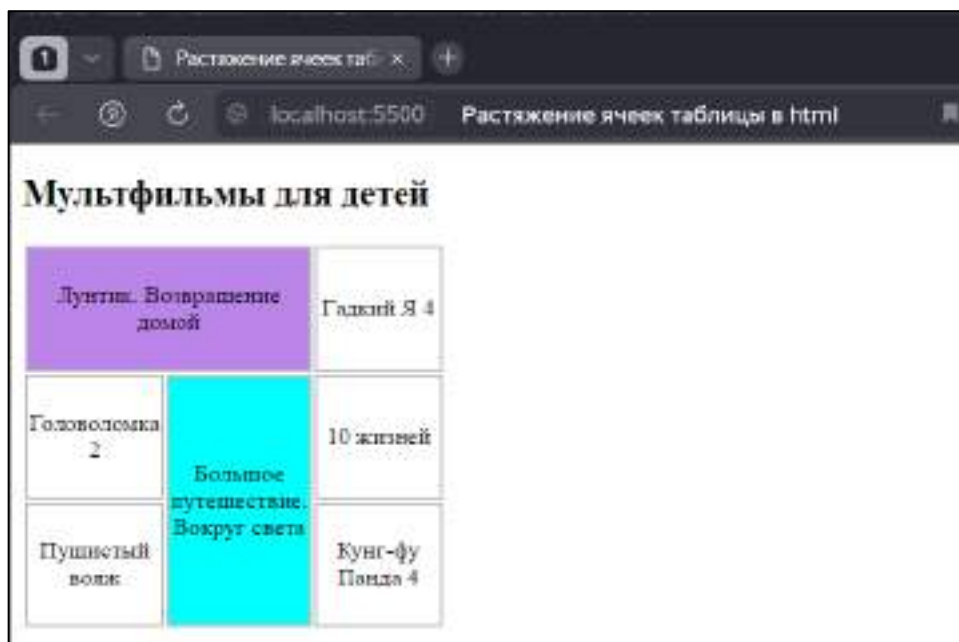 1
Растяжение ячеек таб
localhost:5500 Растяжение ячеек таблицы в html
Мультфильмы для детей
Лунтик. Возвращение
домой
Гадкий Я 4
Головоломка
2
Большое
путешествие.
Вокруг света
10 жизней
Пушистый
вояж
Кунг-фу
Панда 4